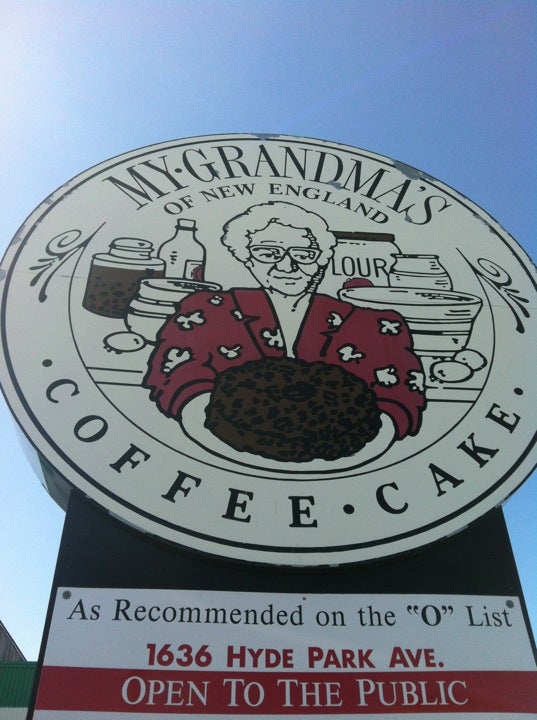 MY·GRANDMA'S
OF NEW ENGLAND
LOUR
·COFFEE·CAKE·
As Recommended on the "O" List
1636 HYDE PARK AVE.
OPEN TO THE PUBLIC